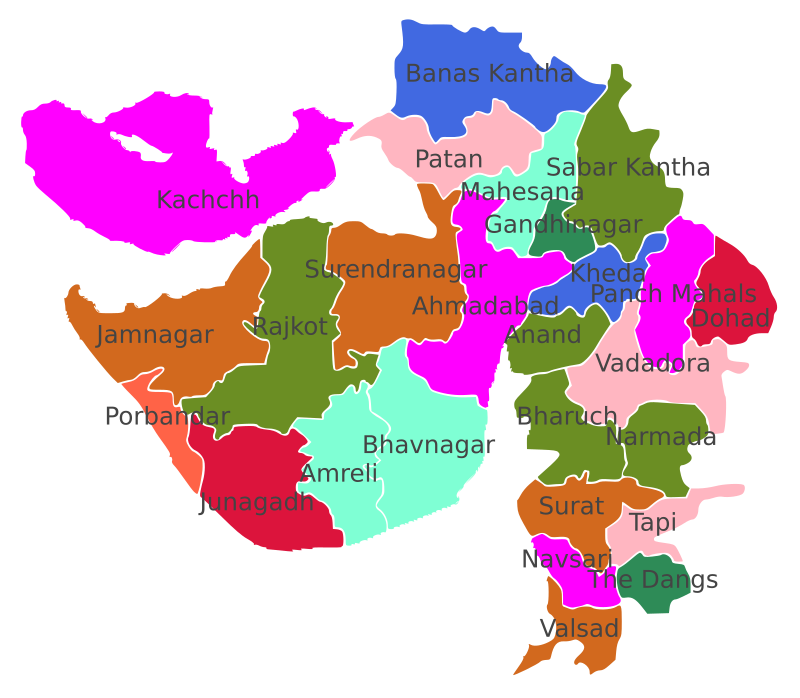 Banas Kantha
Patan
Sabar Kantha
Mahesana
Kachchh
Gandhinagar
Surendranagar
Kheda
Panch Mahals
Ahmadabad
Dohad
Rajkot
Jamnagar
Anand
Vadadora
Porbandar
Bharuch
Narmada
Bhavnagar
Amreli
Junagadh
Surat
Tapi
Navsari
The Dangs
Valsad